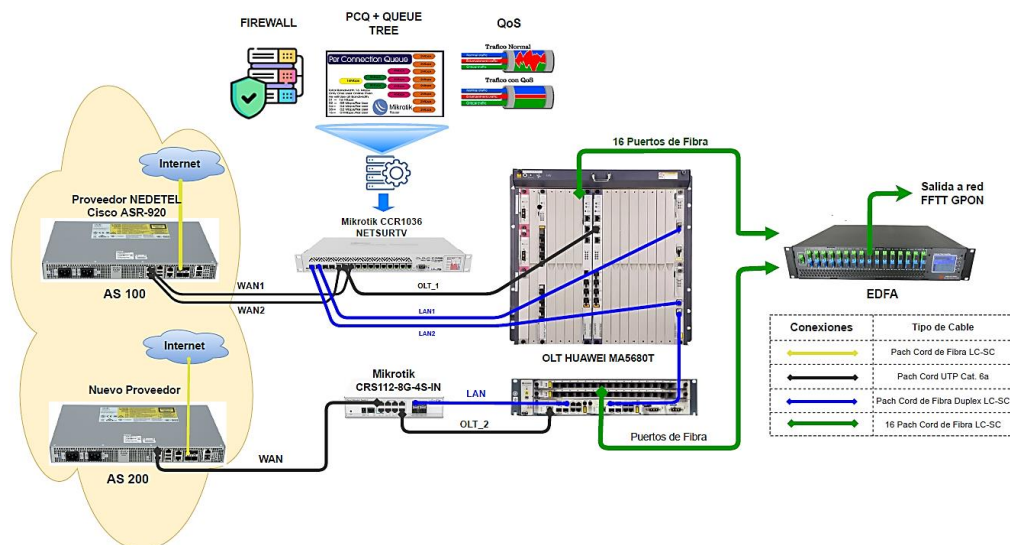 FIREWALL
PCQ + QUEUE
TREE
QoS
Trafico Normal
Trafico con QoS
Per Connection Queue
Mikrotik
Internet
Proveedor NEDETEL
Cisco ASR-920
AS 100
Mikrotik CCR1036
NETSURTV
WAN1
WAN2
OLT_1
LAN1
LAN2
16 Puertos de Fibra
OLT HUAWEI MA5680T
Salida a red
FFTT GPON
EDFA
Internet
Nuevo Proveedor
AS 200
Mikrotik
CRS112-8G-4S-IN
LAN
OLT_2
WAN
Puertos de Fibra
Conexiones
Tipo de Cable
Pach Cord de Fibra LC-SC
Pach Cord UTP Cat. 6a
Pach Cord de Fibra Duplex LC-SC
16 Pach Cord de Fibra LC-SC